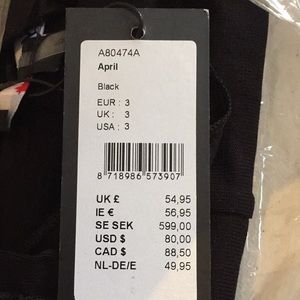 A80474A
April
Black
EUR : 3
UK : 3
USA : 3
8 718986 573907
UK £ 54,95
IE € 56,95
SE SEK 599,00
USD $ 80,00
CAD $ 88,50
NL-DE/E 49,95